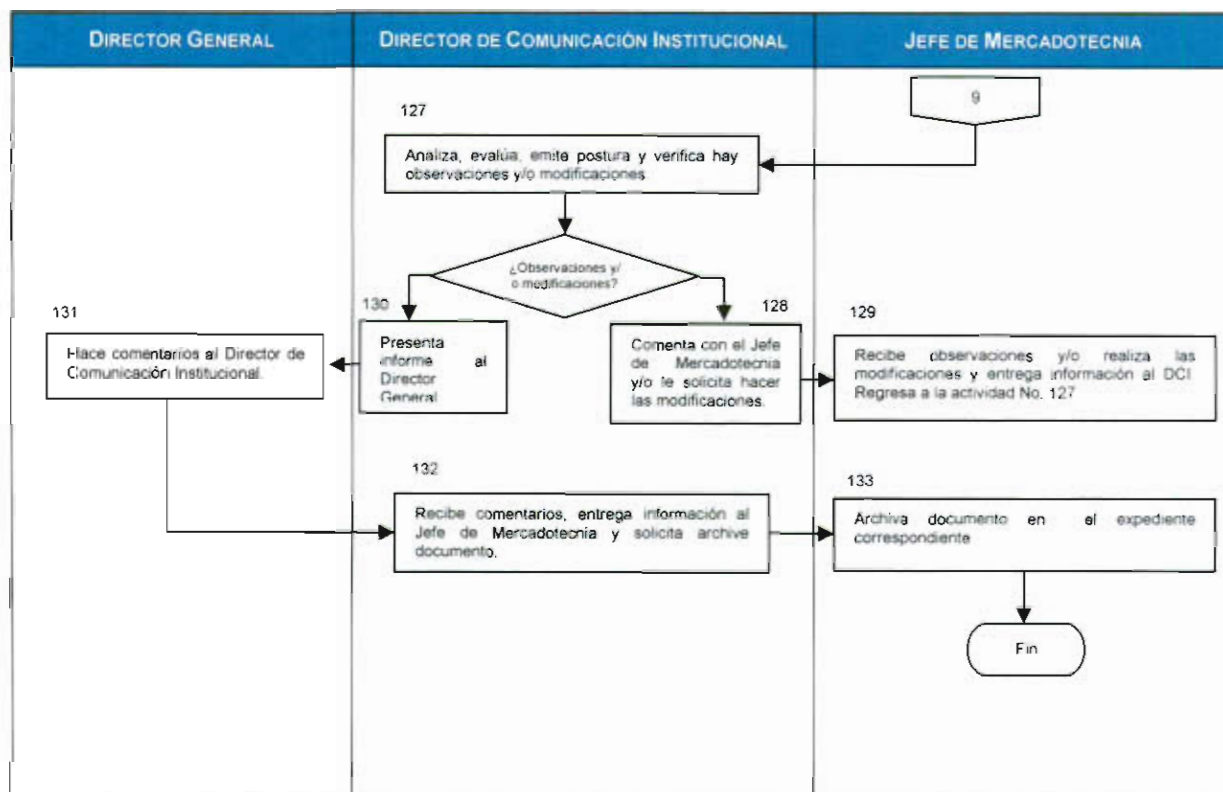 DIRECTOR GENERAL
DIRECTOR DE COMUNICACIÓN INSTITUCIONAL
JEFE DE MERCADOTECNIA
9
127
Analiza, evalúa, emite postura y verifica hay
observaciones y/o modificaciones
¿Observaciones y/
o modificaciones?
130
Presenta
informe al
Director
General
128
Comenta con el Jefe
de Mercadotecnia
y/o le solicita hacer
las modificaciones.
129
Recibe observaciones y/o realiza las
modificaciones y entrega información al DCI.
Regresa a la actividad No. 127
131
Hace comentarios al Director de
Comunicación Institucional.
132
Recibe comentarios, entrega información al
Jefe de Mercadotecnia y solicita archive
documento.
133
Archiva documento en el expediente
correspondiente
Fin